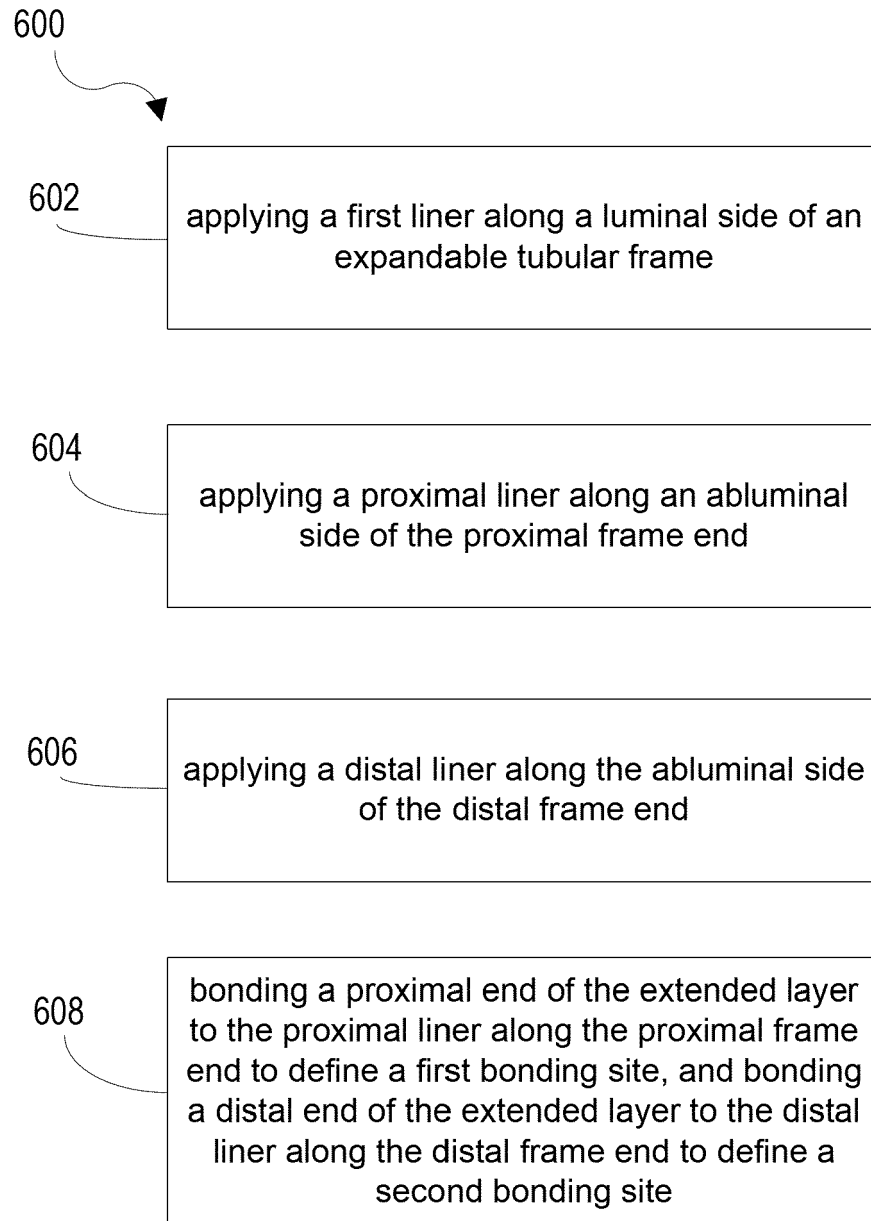 600
602
applying a first liner along a luminal side of an
expandable tubular frame
604
applying a proximal liner along an abluminal
side of the proximal frame end
606
applying a distal liner along the abluminal side
of the distal frame end
608
bonding a proximal end of the extended layer
to the proximal liner along the proximal frame
end to define a first bonding site, and bonding
a distal end of the extended layer to the distal
liner along the distal frame end to define a
second bonding site